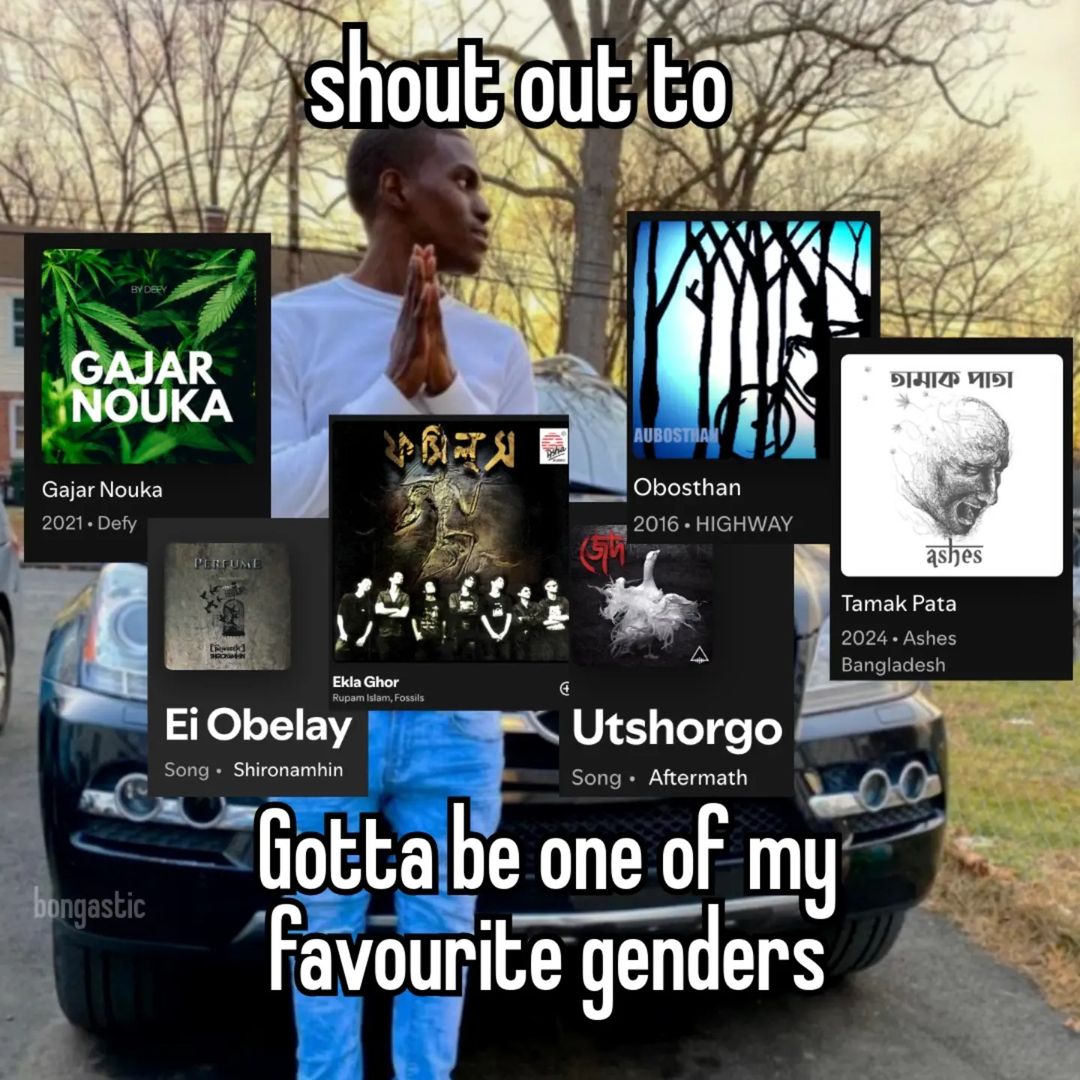 shout out to
BY DEFY
GAJAR
NOUKA
Gajar Nouka
2021 • Defy
AUBOSTHAN
Obosthan
2016 • HIGHWAY
তামাক পাতা
ashes
Tamak Pata
2024 • Ashes
Bangladesh
PERFUME
SHIRONAMHIN
Ei Obelay
Song • Shironamhin
ফসিল্‌স
Ekla Ghor
Rupam Islam, Fossils
জেদ
Utshorgo
Song • Aftermath
Gotta be one of my
favourite genders
bongastic